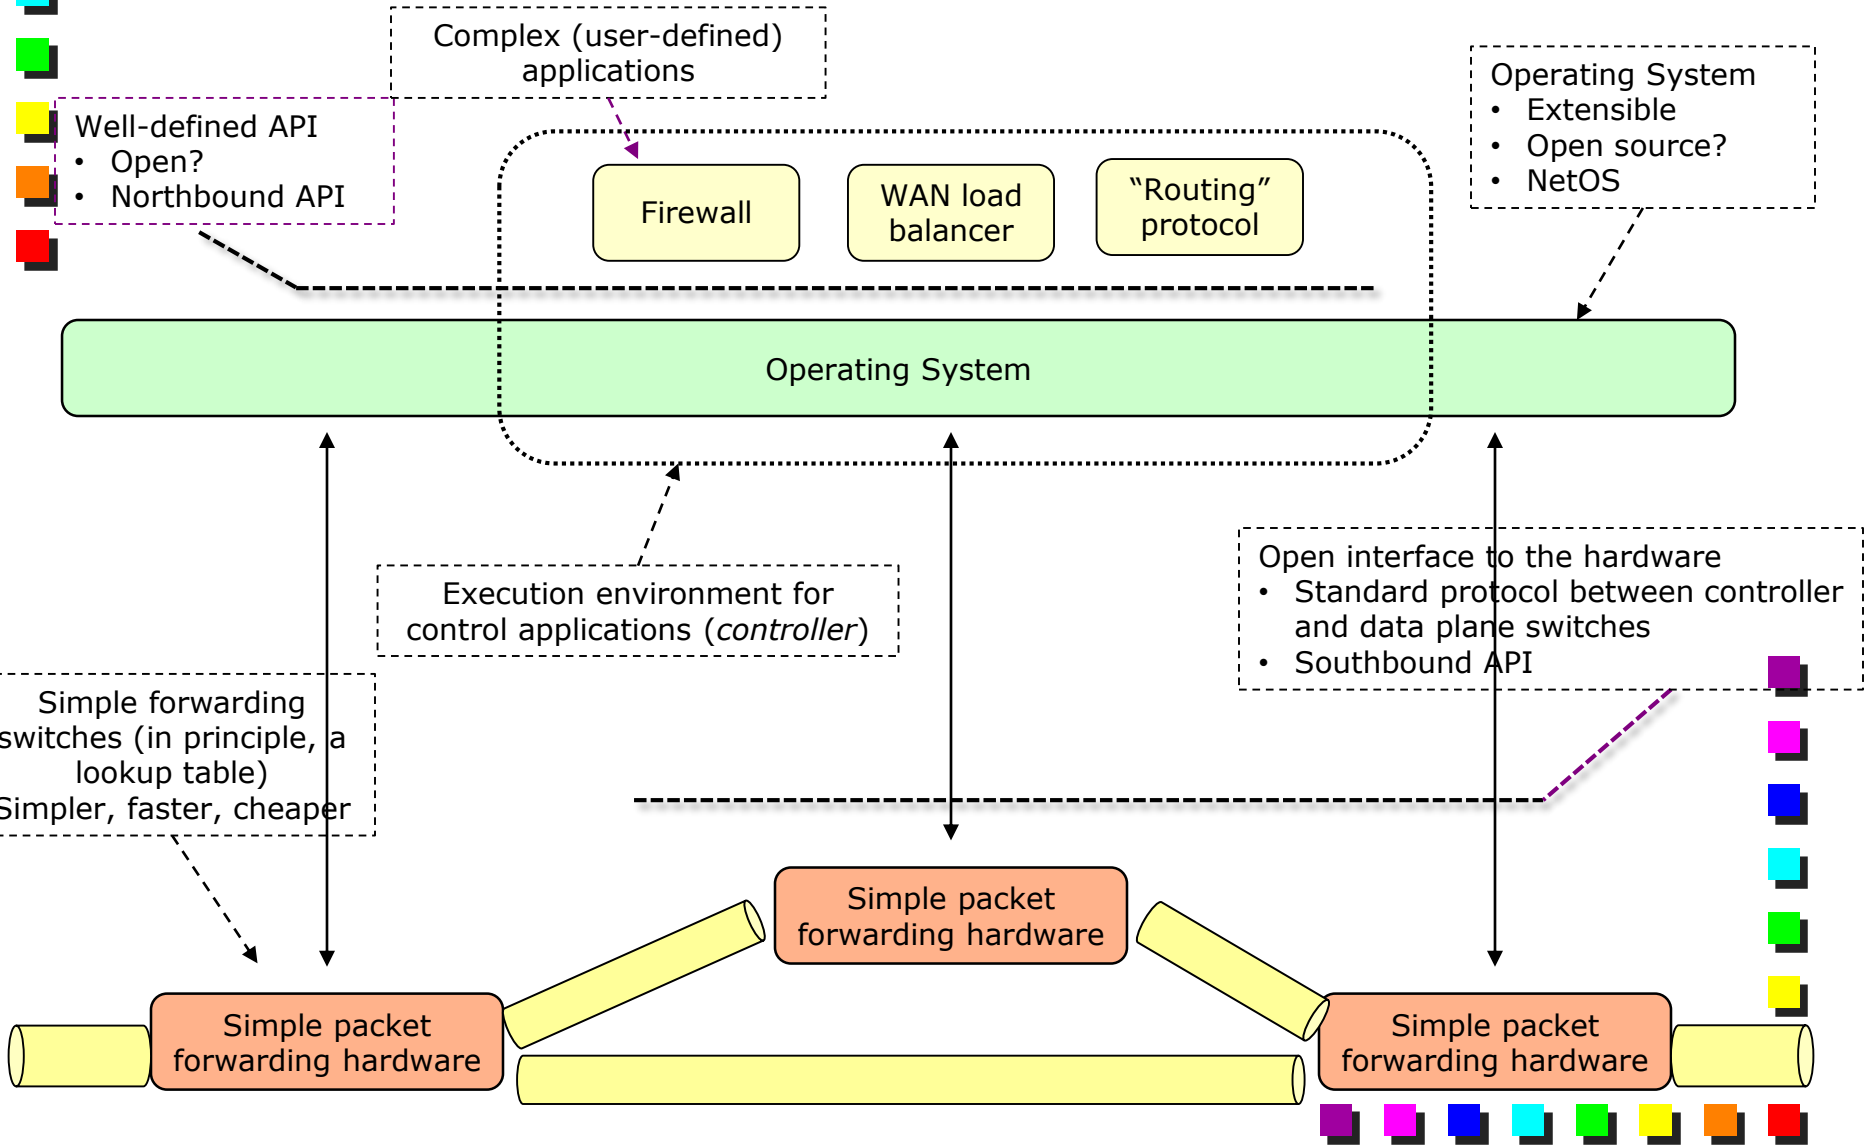 Complex (user-defined)
applications
Operating System
• Extensible
• Open source?
• NetOS
Well-defined API
• Open?
• Northbound API
Firewall
WAN load
balancer
“Routing”
protocol
Operating System
Execution environment for
control applications (controller)
Open interface to the hardware
• Standard protocol between controller
and data plane switches
• Southbound API
Simple forwarding
switches (in principle, a
lookup table)
Simpler, faster, cheaper
Simple packet
forwarding hardware
Simple packet
forwarding hardware
Simple packet
forwarding hardware